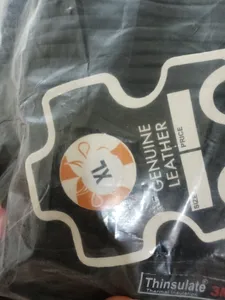 XL
GENUINE
LEATHER
SIZE
PRICE
Thinsulate
3M